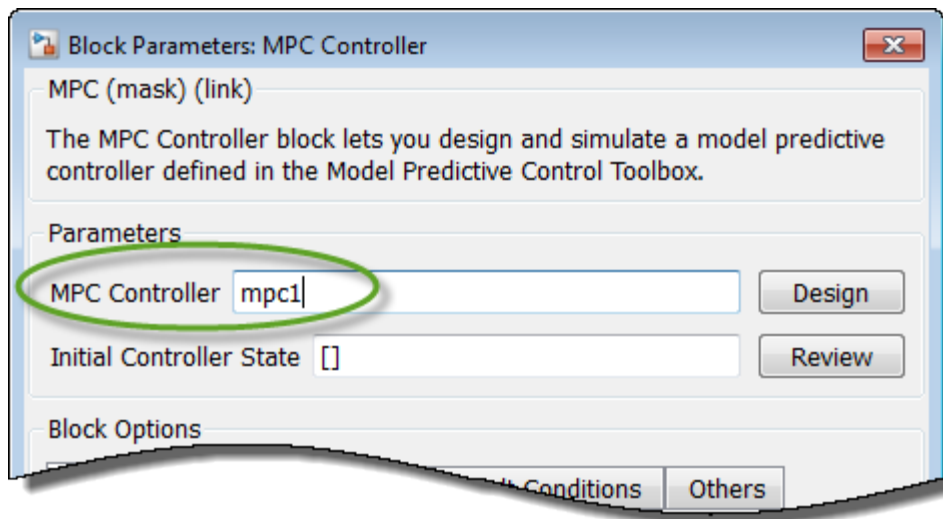 Block Parameters: MPC Controller
MPC (mask) (link)
The MPC Controller block lets you design and simulate a model predictive
controller defined in the Model Predictive Control Toolbox.
Parameters
MPC Controller mpc1 Design
Initial Controller State [] Review
Block Options
Conditions Others